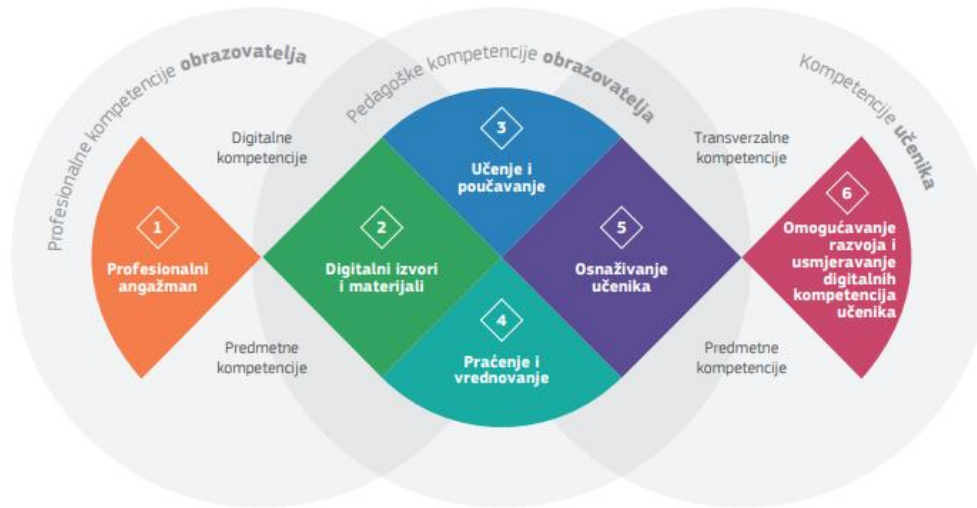 Profesionalne kompetencije obrazovatelja
Pedagoške kompetencije obrazovatelja
Kompetencije učenika
Digitalne
kompetencije
Transverzalne
kompetencije
1
Profesionalni
angažman
2
Digitalni izvori
i materijali
3
Učenje i
poučavanje
4
Praćenje i
vrednovanje
5
Osnaživanje
učenika
6
Omogućavanje
razvoja i
usmjeravanje
digitalnih
kompetencija
učenika
Predmetne
kompetencije
Predmetne
kompetencije